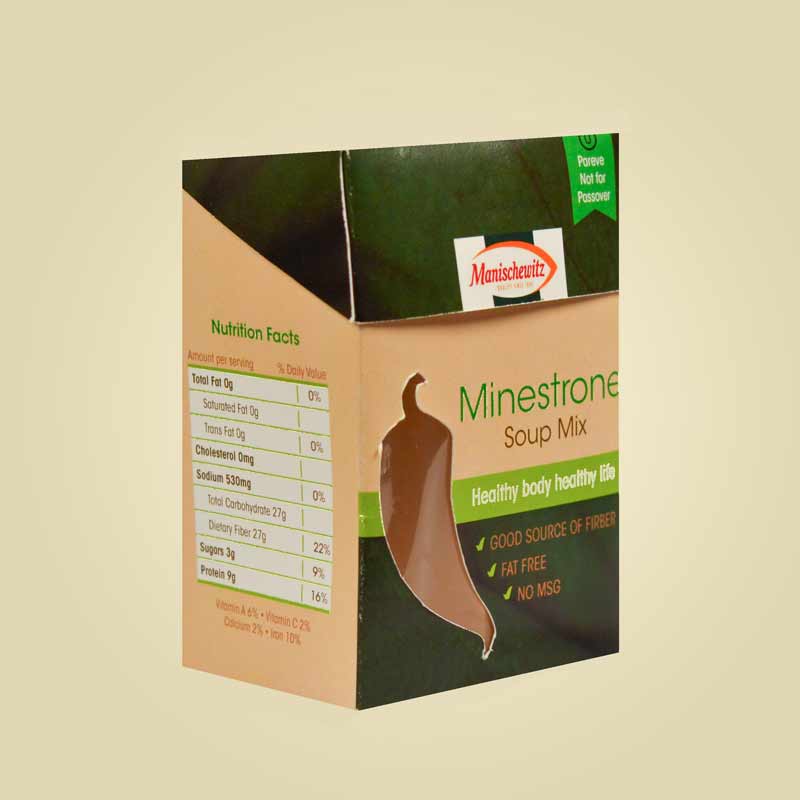 Pareve
Not for
Passover
Manischewitz
Minestrone
Soup Mix
Healthy body healthy life
GOOD SOURCE OF FIRBER
FAT FREE
NO MSG
Nutrition Facts
Amount per serving % Daily Value
Total Fat 0g 0%
Saturated Fat 0g
Trans Fat 0g 0%
Cholesterol 0mg
Sodium 530mg 0%
Total Carbohydrate 27g
Dietary Fiber 27g 22%
Sugars 3g 9%
Protein 9g 16%
Vitamin A 6% • Vitamin C 2%
Calcium 2% • Iron 10%